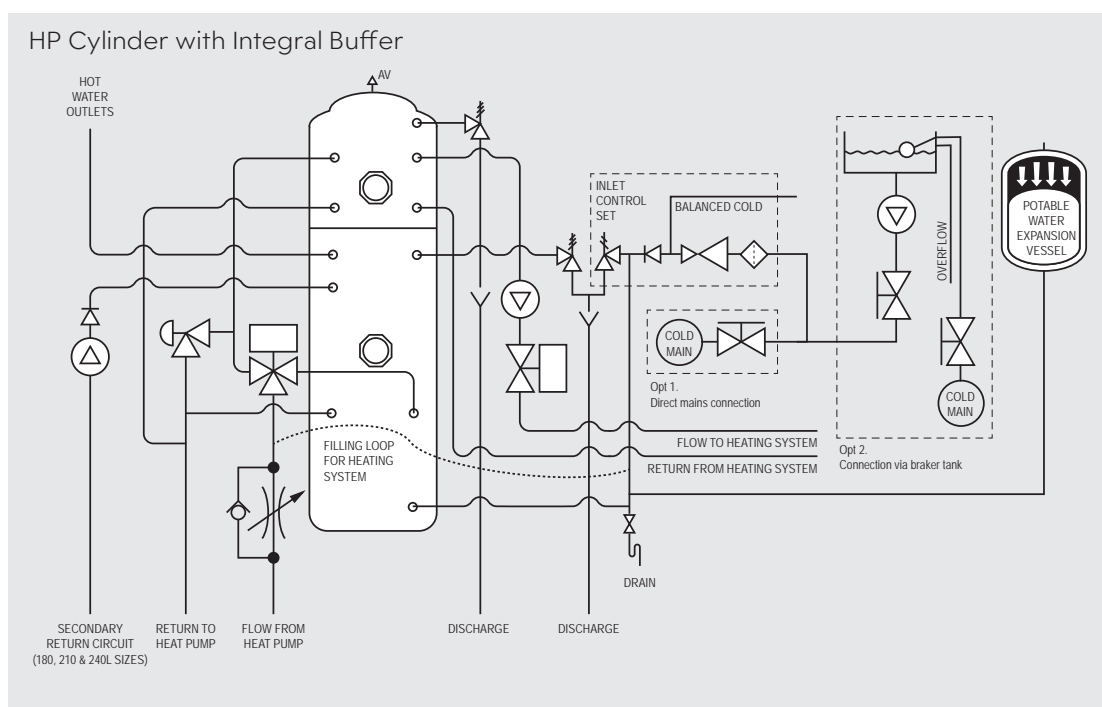 HP Cylinder with Integral Buffer
HOT
WATER
OUTLETS
AV
INLET
CONTROL
SET
BALANCED COLD
OVERFLOW
POTABLE
WATER
EXPANSION
VESSEL
COLD
MAIN
Opt 1.
Direct mains connection
COLD
MAIN
Opt 2.
Connection via braker tank
FLOW TO HEATING SYSTEM
RETURN FROM HEATING SYSTEM
FILLING LOOP
FOR HEATING
SYSTEM
DRAIN
SECONDARY
RETURN CIRCUIT
(180, 210 & 240L SIZES)
RETURN TO
HEAT PUMP
FLOW FROM
HEAT PUMP
DISCHARGE
DISCHARGE